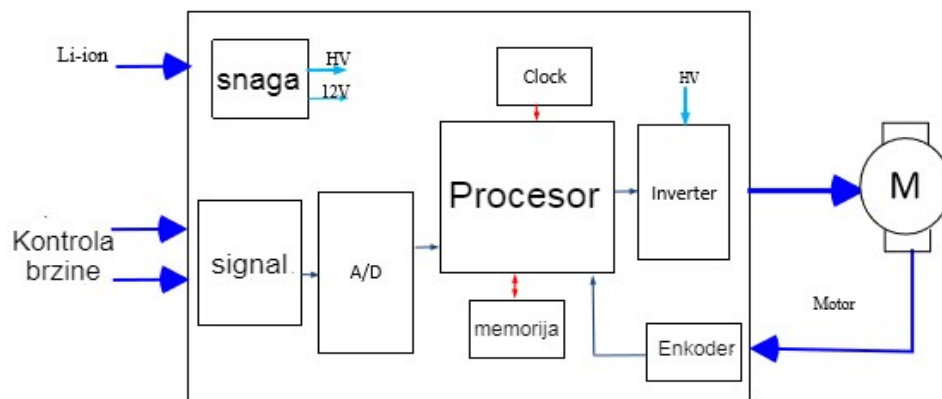 Li-ion
snaga
HV
12V
Clock
HV
Procesor
Inverter
M
Kontrola
brzine
signal.
A/D
memorija
Enkoder
Motor